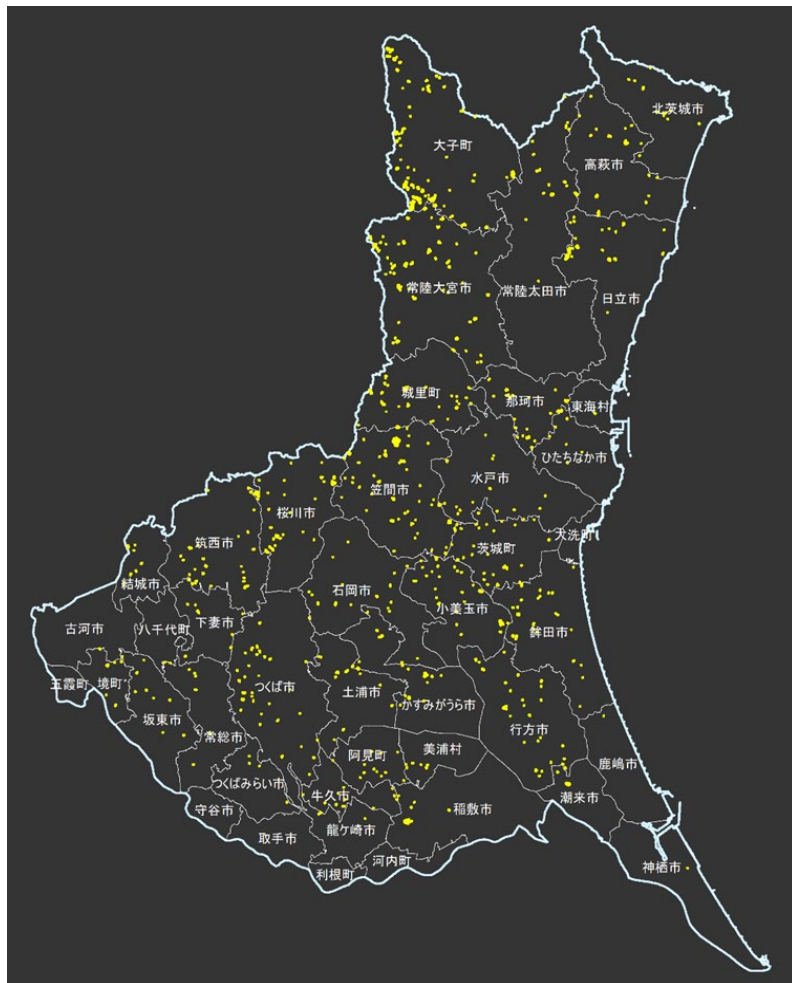 北茨城市
大子町
高萩市
常陸大宮市
常陸太田市
日立市
城里町
那珂市
東海村
ひたちなか市
水戸市
笠間市
桜川市
大洗町
筑西市
茨城町
結城市
石岡市
小美玉市
下妻市
古河市
八千代町
鉾田市
五霞町
境町
つくば市
土浦市
かすみがうら市
坂東市
行方市
常総市
美浦村
阿見町
鹿嶋市
つくばみらい市
牛久市
潮来市
守谷市
稲敷市
龍ケ崎市
取手市
河内町
利根町
神栖市